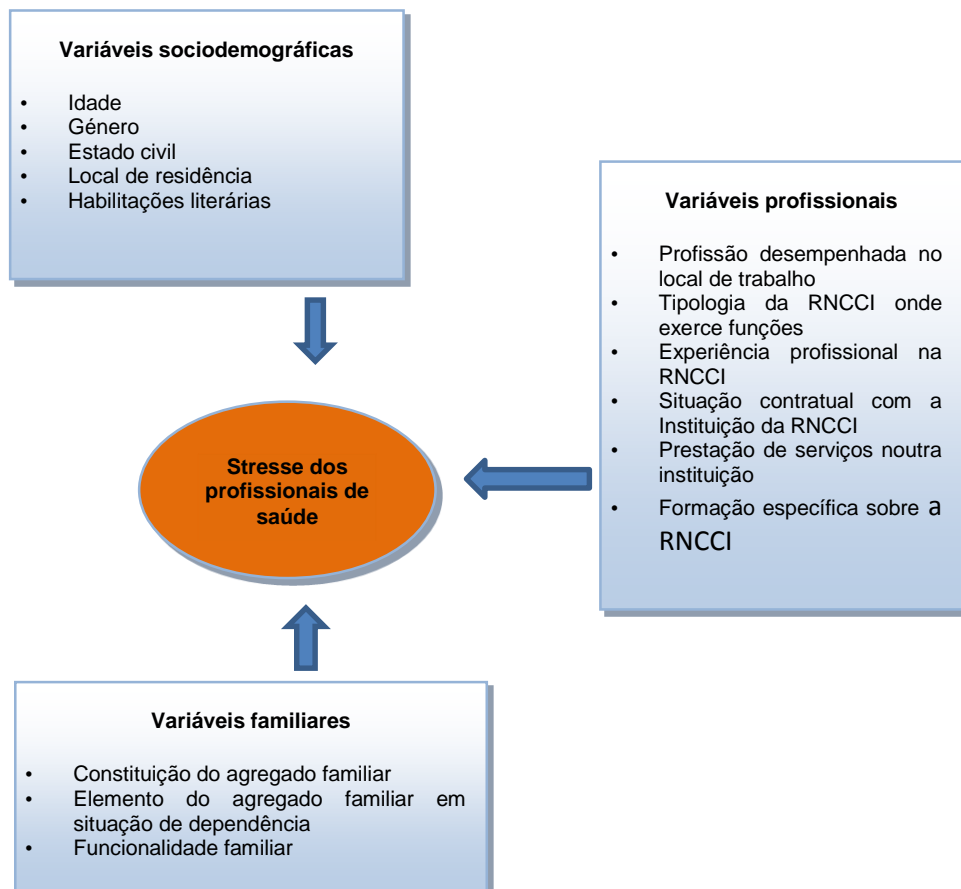 Variáveis sociodemográficas
• Idade
• Género
• Estado civil
• Local de residência
• Habilitações literárias
Variáveis profissionais
• Profissão desempenhada no
local de trabalho
• Tipologia da RNCCI onde
exerce funções
• Experiência profissional na
RNCCI
• Situação contratual com a
Instituição da RNCCI
• Prestação de serviços noutra
instituição
• Formação específica sobre a
RNCCI
Stresse dos
profissionais de
saúde
Variáveis familiares
• Constituição do agregado familiar
• Elemento do agregado familiar em
situação de dependência
• Funcionalidade familiar